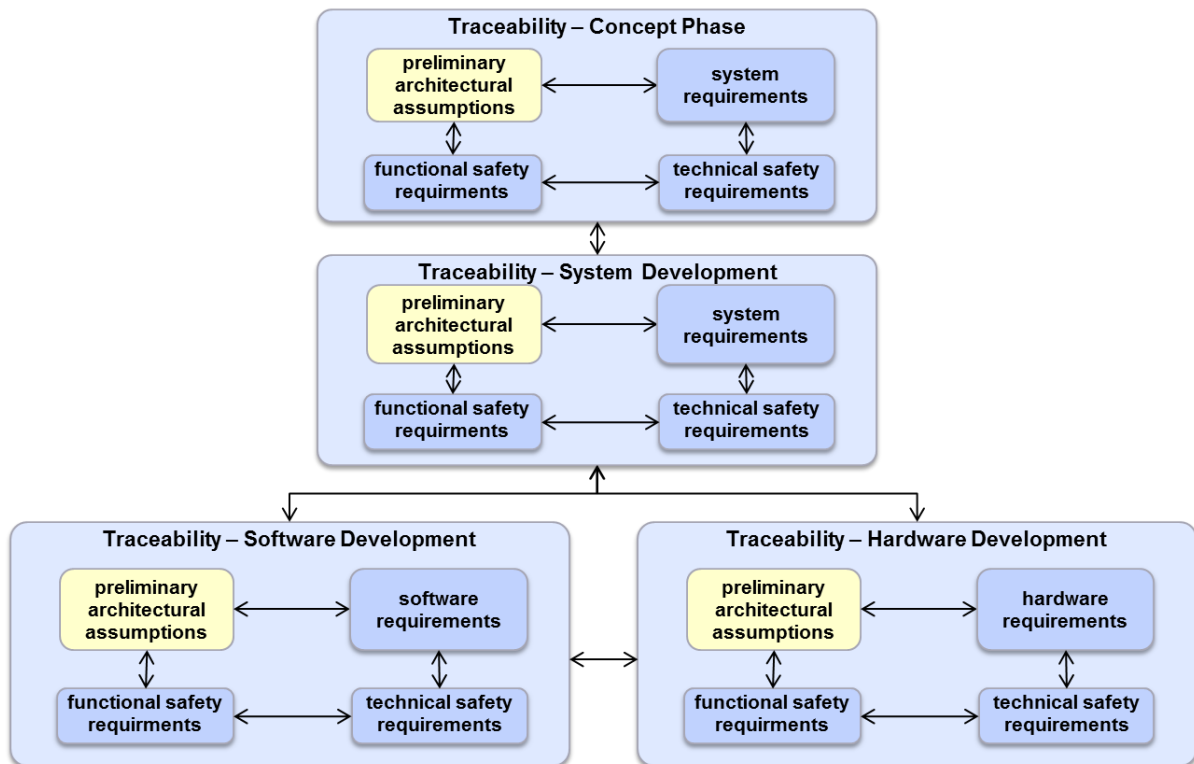 Traceability – Concept Phase
preliminary
architectural
assumptions
system
requirements
functional safety
requirments
technical safety
requirements
Traceability – System Development
preliminary
architectural
assumptions
system
requirements
functional safety
requirments
technical safety
requirements
Traceability – Software Development
preliminary
architectural
assumptions
software
requirements
functional safety
requirments
technical safety
requirements
Traceability – Hardware Development
preliminary
architectural
assumptions
hardware
requirements
functional safety
requirments
technical safety
requirements